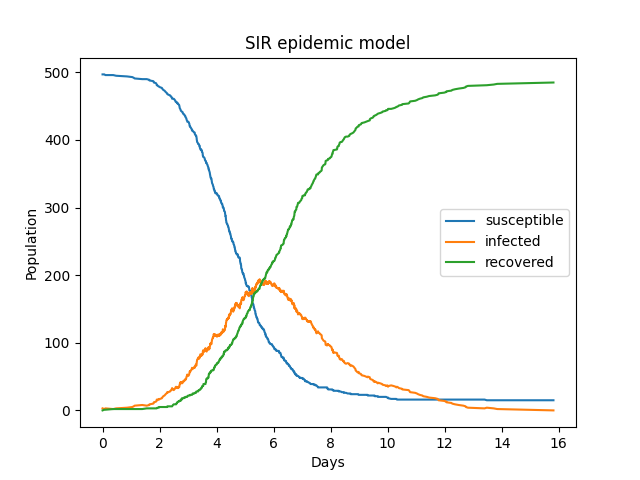 SIR epidemic model
Population
500
400
300
200
100
0
susceptible
infected
recovered
0 2 4 6 8 10 12 14 16
Days